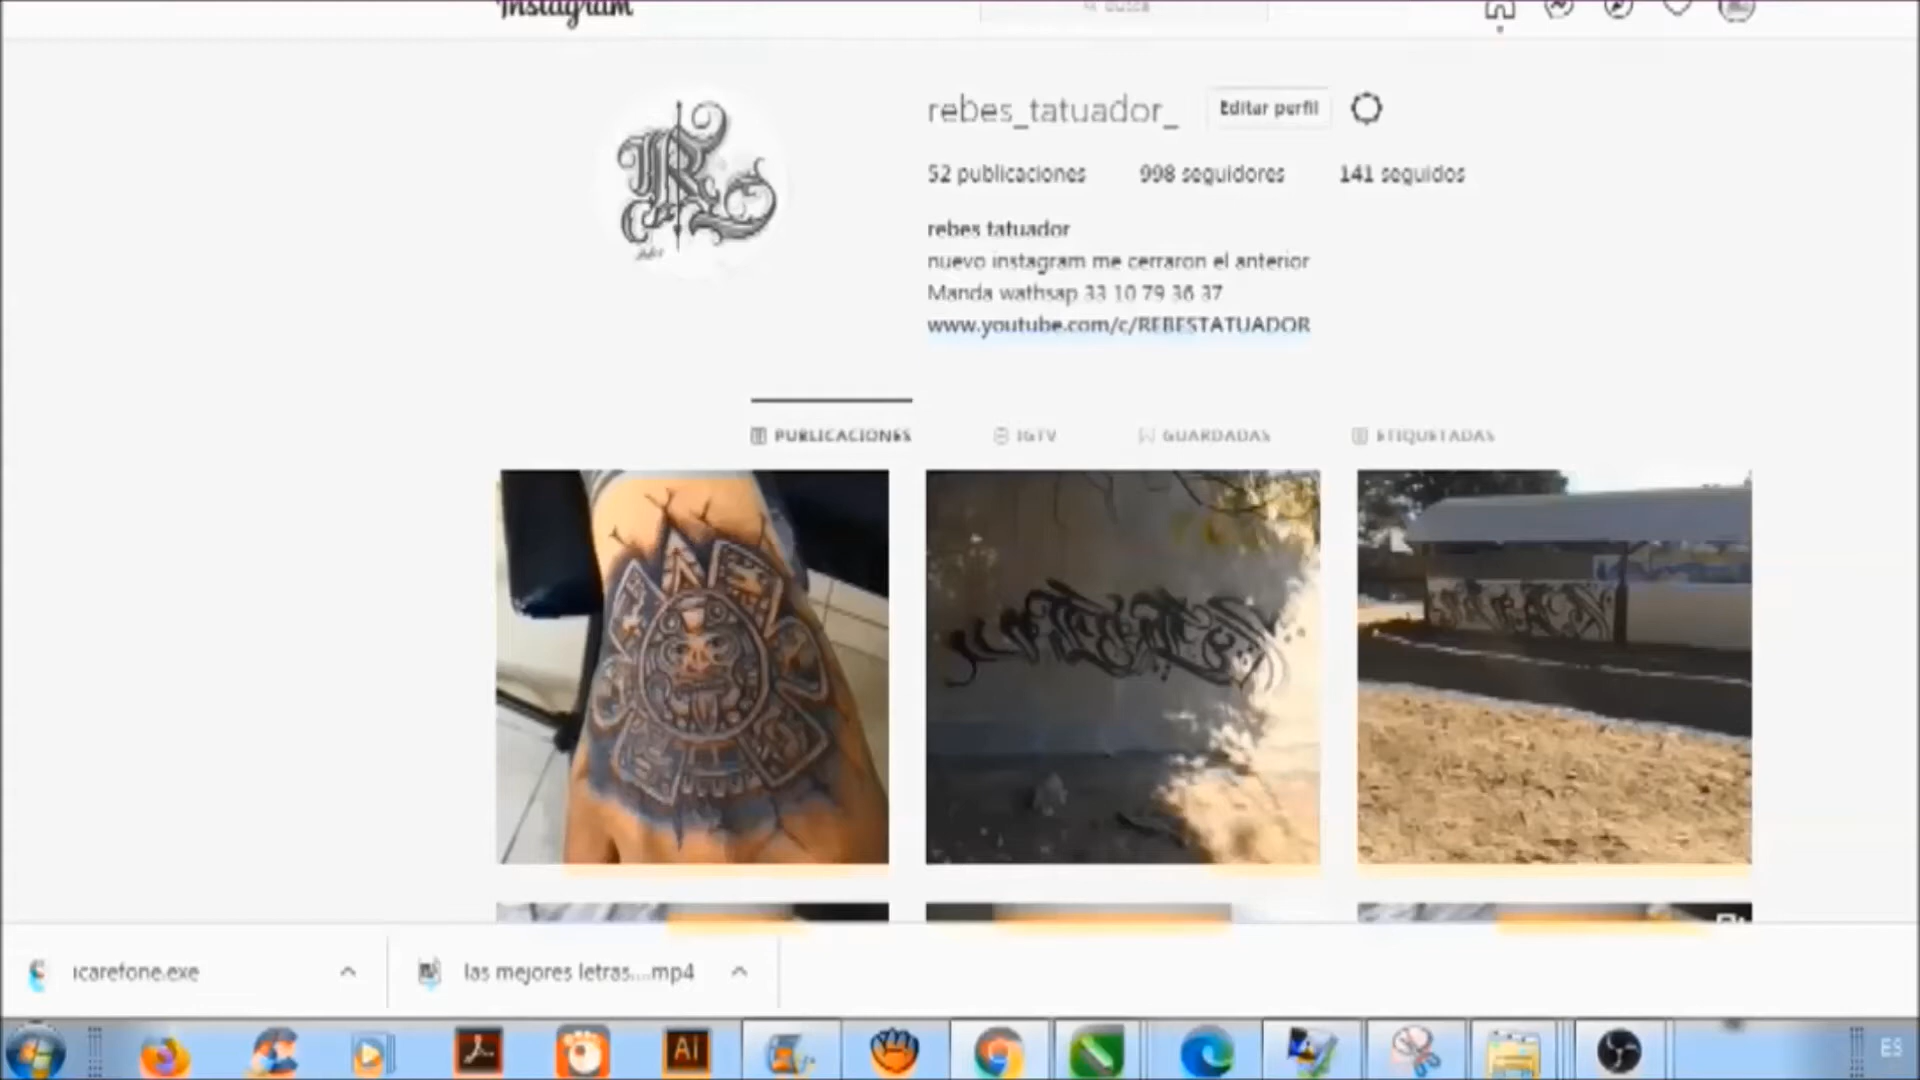 Instagram
Busca
rebes_tatuador_ Editar perfil
52 publicaciones 998 seguidores 141 seguidos
rebes tatuador
nuevo instagram me cerraron el anterior
Manda wathsap 33 10 79 36 37
www.youtube.com/c/REBESTATUADOR
PUBLICACIONES IGTV GUARDADAS ETIQUETADAS
icarefone.exe las mejores letras....mp4
Ai
ES